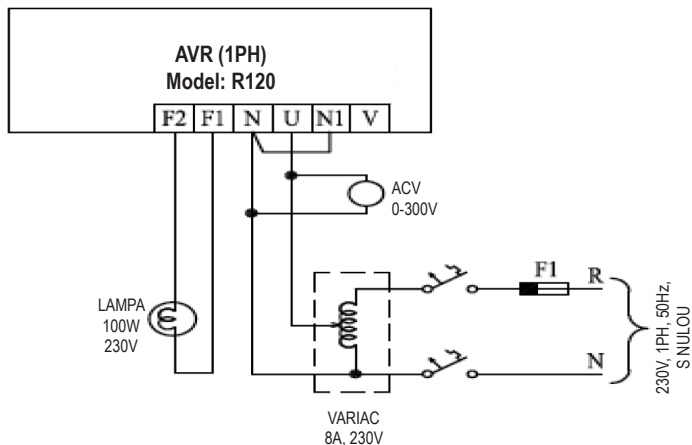 AVR (1PH)
Model: R120
F2 F1 N U N1 V
ACV
0-300V
F1
R
LAMPA
100W
230V
N
230V, 1PH, 50Hz,
S NULOU
VARIAC
8A, 230V